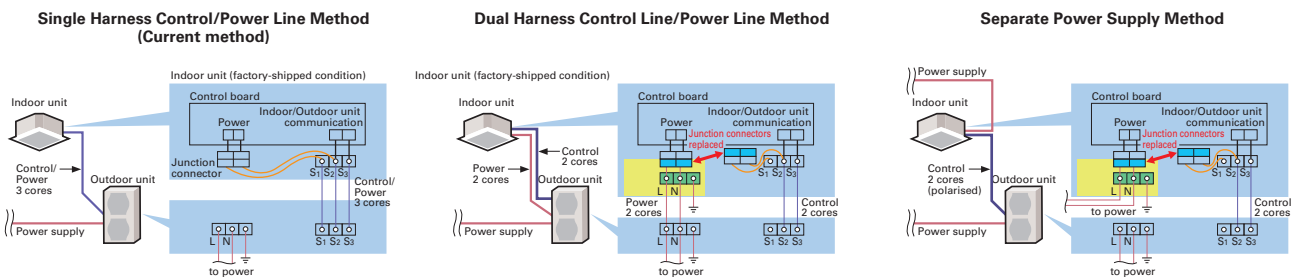 Single Harness Control/Power Line Method
(Current method)
Indoor unit (factory-shipped condition)
Control board
Indoor unit
Indoor/Outdoor unit
communication
Power
Junction
connector
S1 S2 S3
Control/
Power
3 cores
Outdoor unit
Control/
Power
3 cores
Power supply
L N
S1 S2 S3
to power
Dual Harness Control Line/Power Line Method
Indoor unit (factory-shipped condition)
Control board
Indoor unit
Indoor/Outdoor unit
communication
Power
Junction connectors
replaced
Control
2 cores
S1 S2 S3
Power
2 cores
Outdoor unit
L N
Power
2 cores
Control
2 cores
Power supply
L N
S1 S2 S3
to power
Separate Power Supply Method
Power supply
Control board
Indoor unit
Indoor/Outdoor unit
communication
Power
Junction connectors
replaced
S1 S2 S3
Control
2 cores
(polarised)
Outdoor unit
L N
to power
Control
2 cores
Power supply
L N
S1 S2 S3
to power